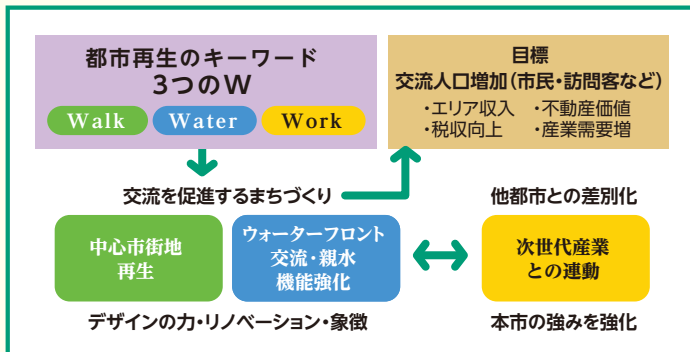 都市再生のキーワード
3つのW
Walk
Water
Work
目標
交流人口増加(市民・訪問客など)
・エリア収入 ・不動産価値
・税収向上 ・産業需要増
交流を促進するまちづくり
他都市との差別化
中心市街地
再生
ウォーターフロント
交流・親水
機能強化
次世代産業
との連動
デザインの力・リノベーション・象徴
本市の強みを強化